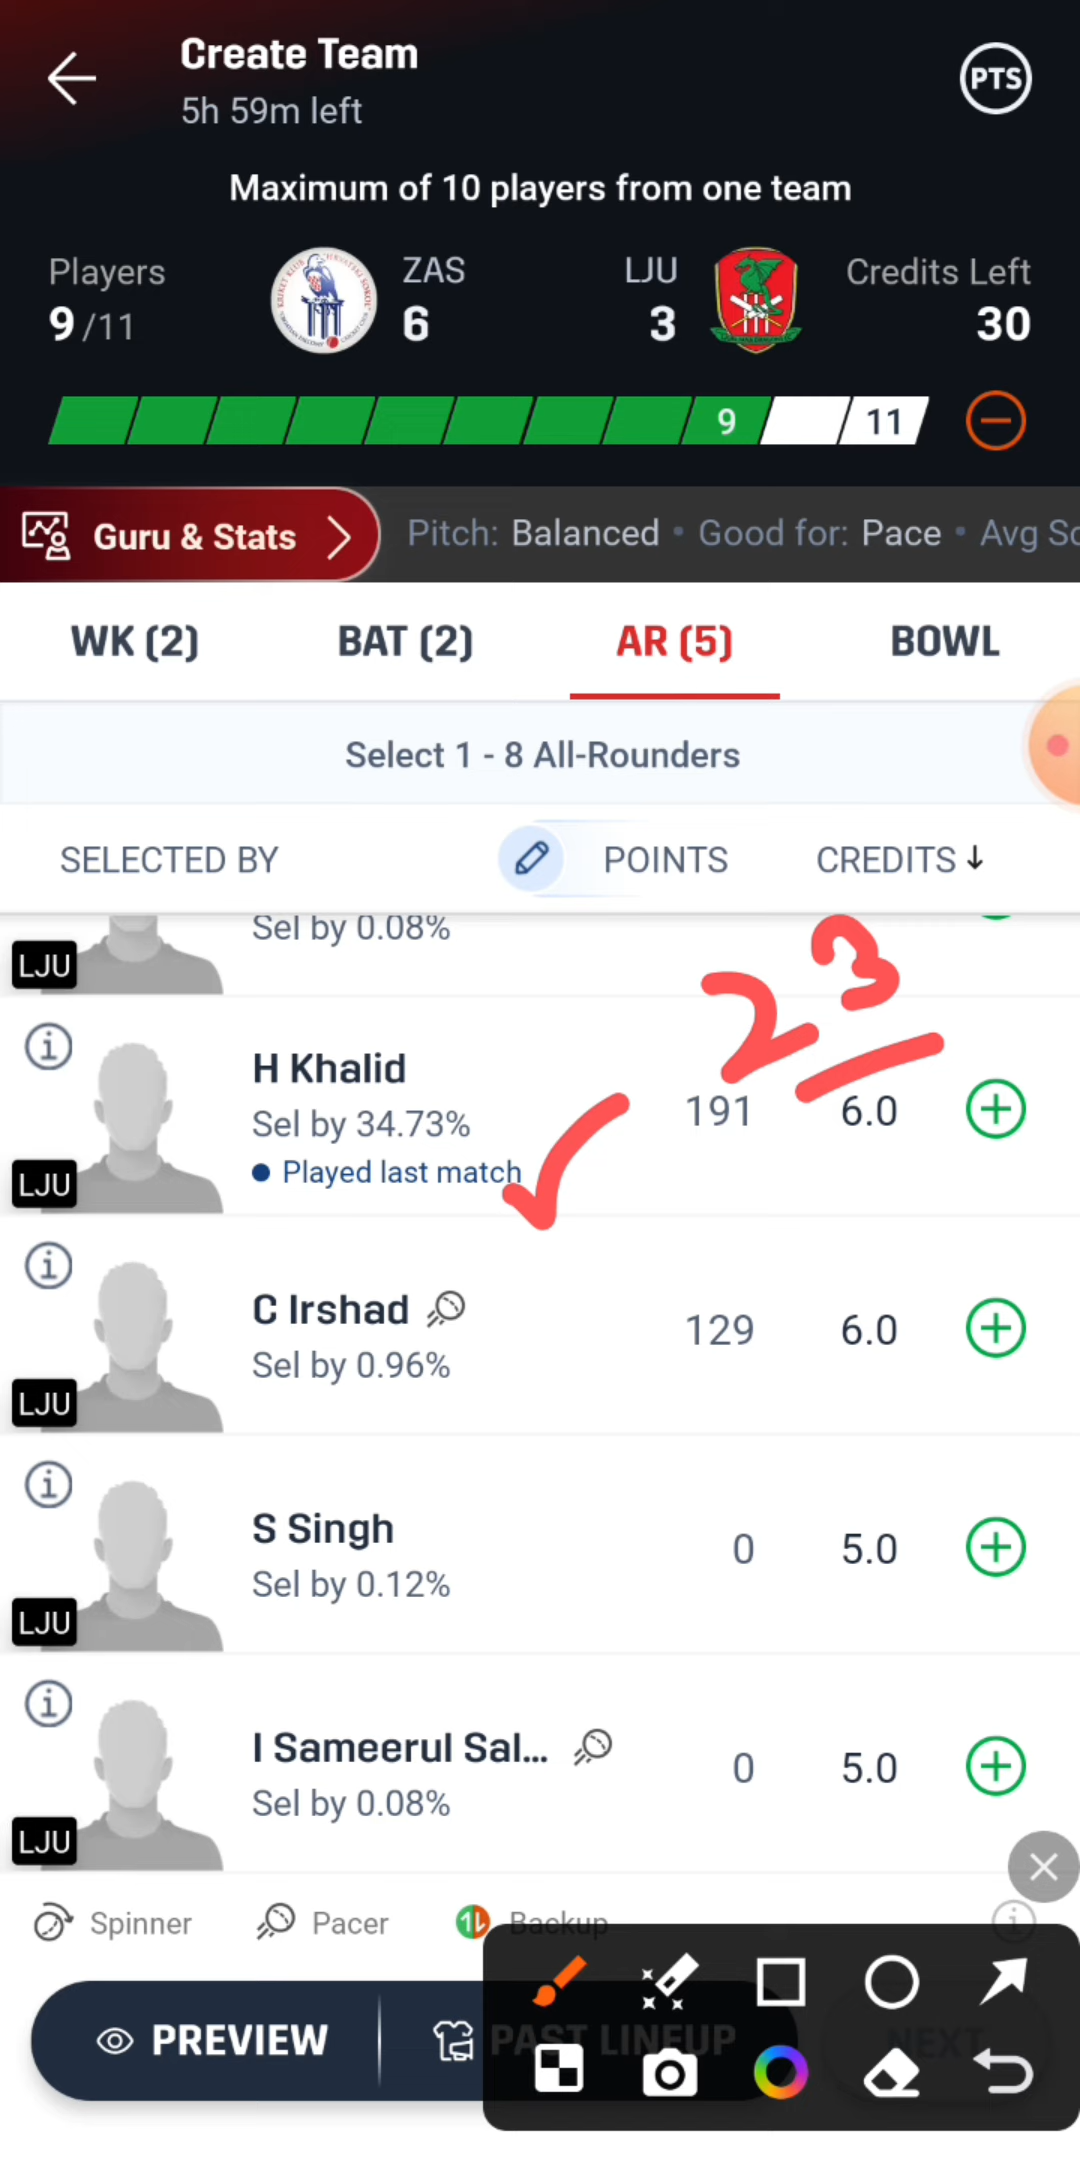 Create Team
5h 59m left
PTS
Maximum of 10 players from one team
Players
9/11
ZAS
6
LJU
3
Credits Left
30
9
11
Guru & Stats
Pitch: Balanced • Good for: Pace • Avg Sc
WK (2)
BAT (2)
AR (5)
BOWL
Select 1 - 8 All-Rounders
SELECTED BY
POINTS
CREDITS
Sel by 0.08%
LJU
23
H Khalid
Sel by 34.73%
Played last match
191
6.0
LJU
C Irshad
Sel by 0.96%
129
6.0
LJU
S Singh
Sel by 0.12%
0
5.0
LJU
I Sameerul Sal...
Sel by 0.08%
0
5.0
LJU
Spinner
Pacer
Backup
PREVIEW
PAST LINEUP
NEXT